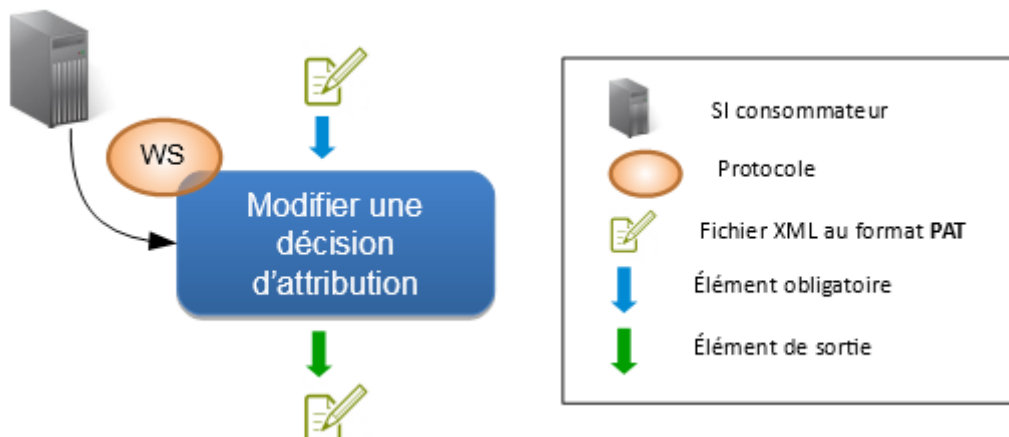 WS
Modifier une
décision
d'attribution
SI consommateur
Protocole
Fichier XML au format PAT
Élément obligatoire
Élément de sortie